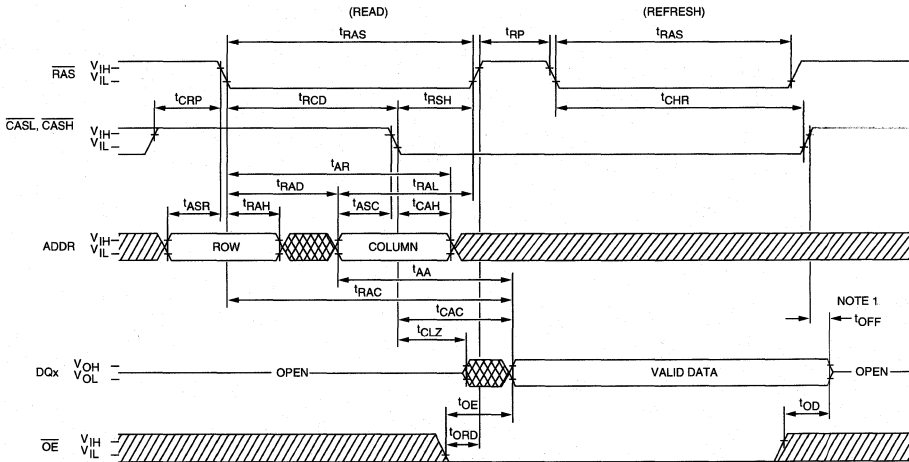 (READ) (REFRESH)
tRAS tRP tRAS
RAS VIH VIL
tCRP tRCD tRSH tCHR
CASL, CASH VIH VIL
tAR
tRAD tRAL
tASR tRAH tASC tCAH
ADDR VIH VIL ROW COLUMN
tAA
tRAC
tCAC NOTE 1
tCLZ tOFF
DQx VOH VOL OPEN VALID DATA OPEN
tOE tOD
tORD
OE VIH VIL